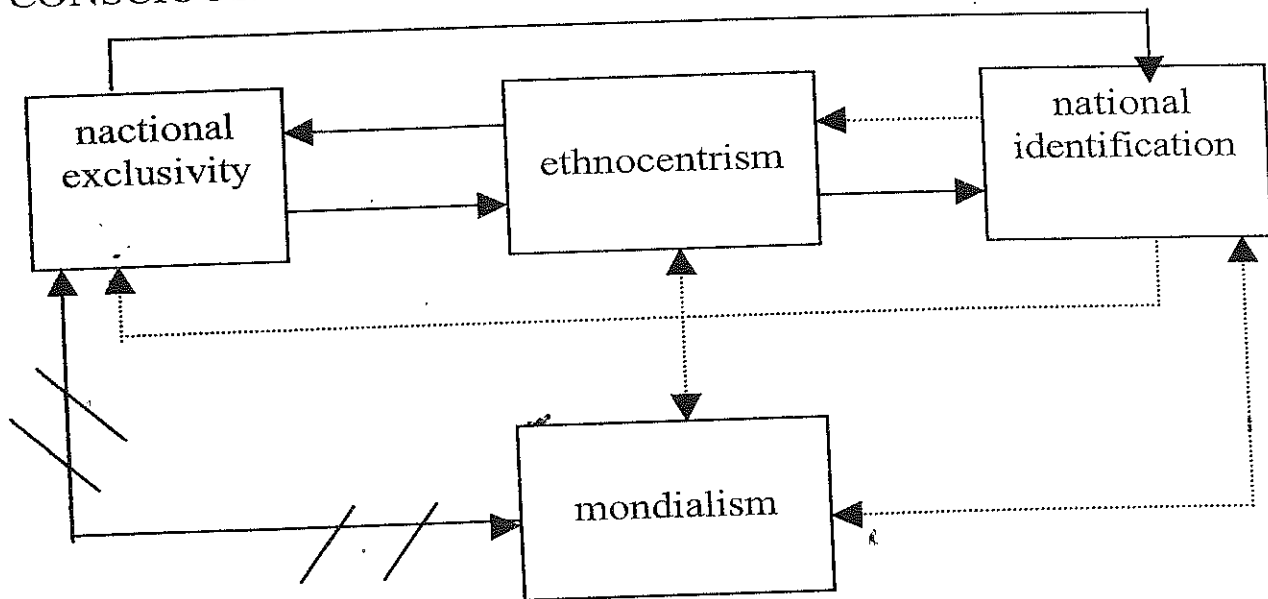 nactional
exclusivity
ethnocentrism
national
identification
mondialism